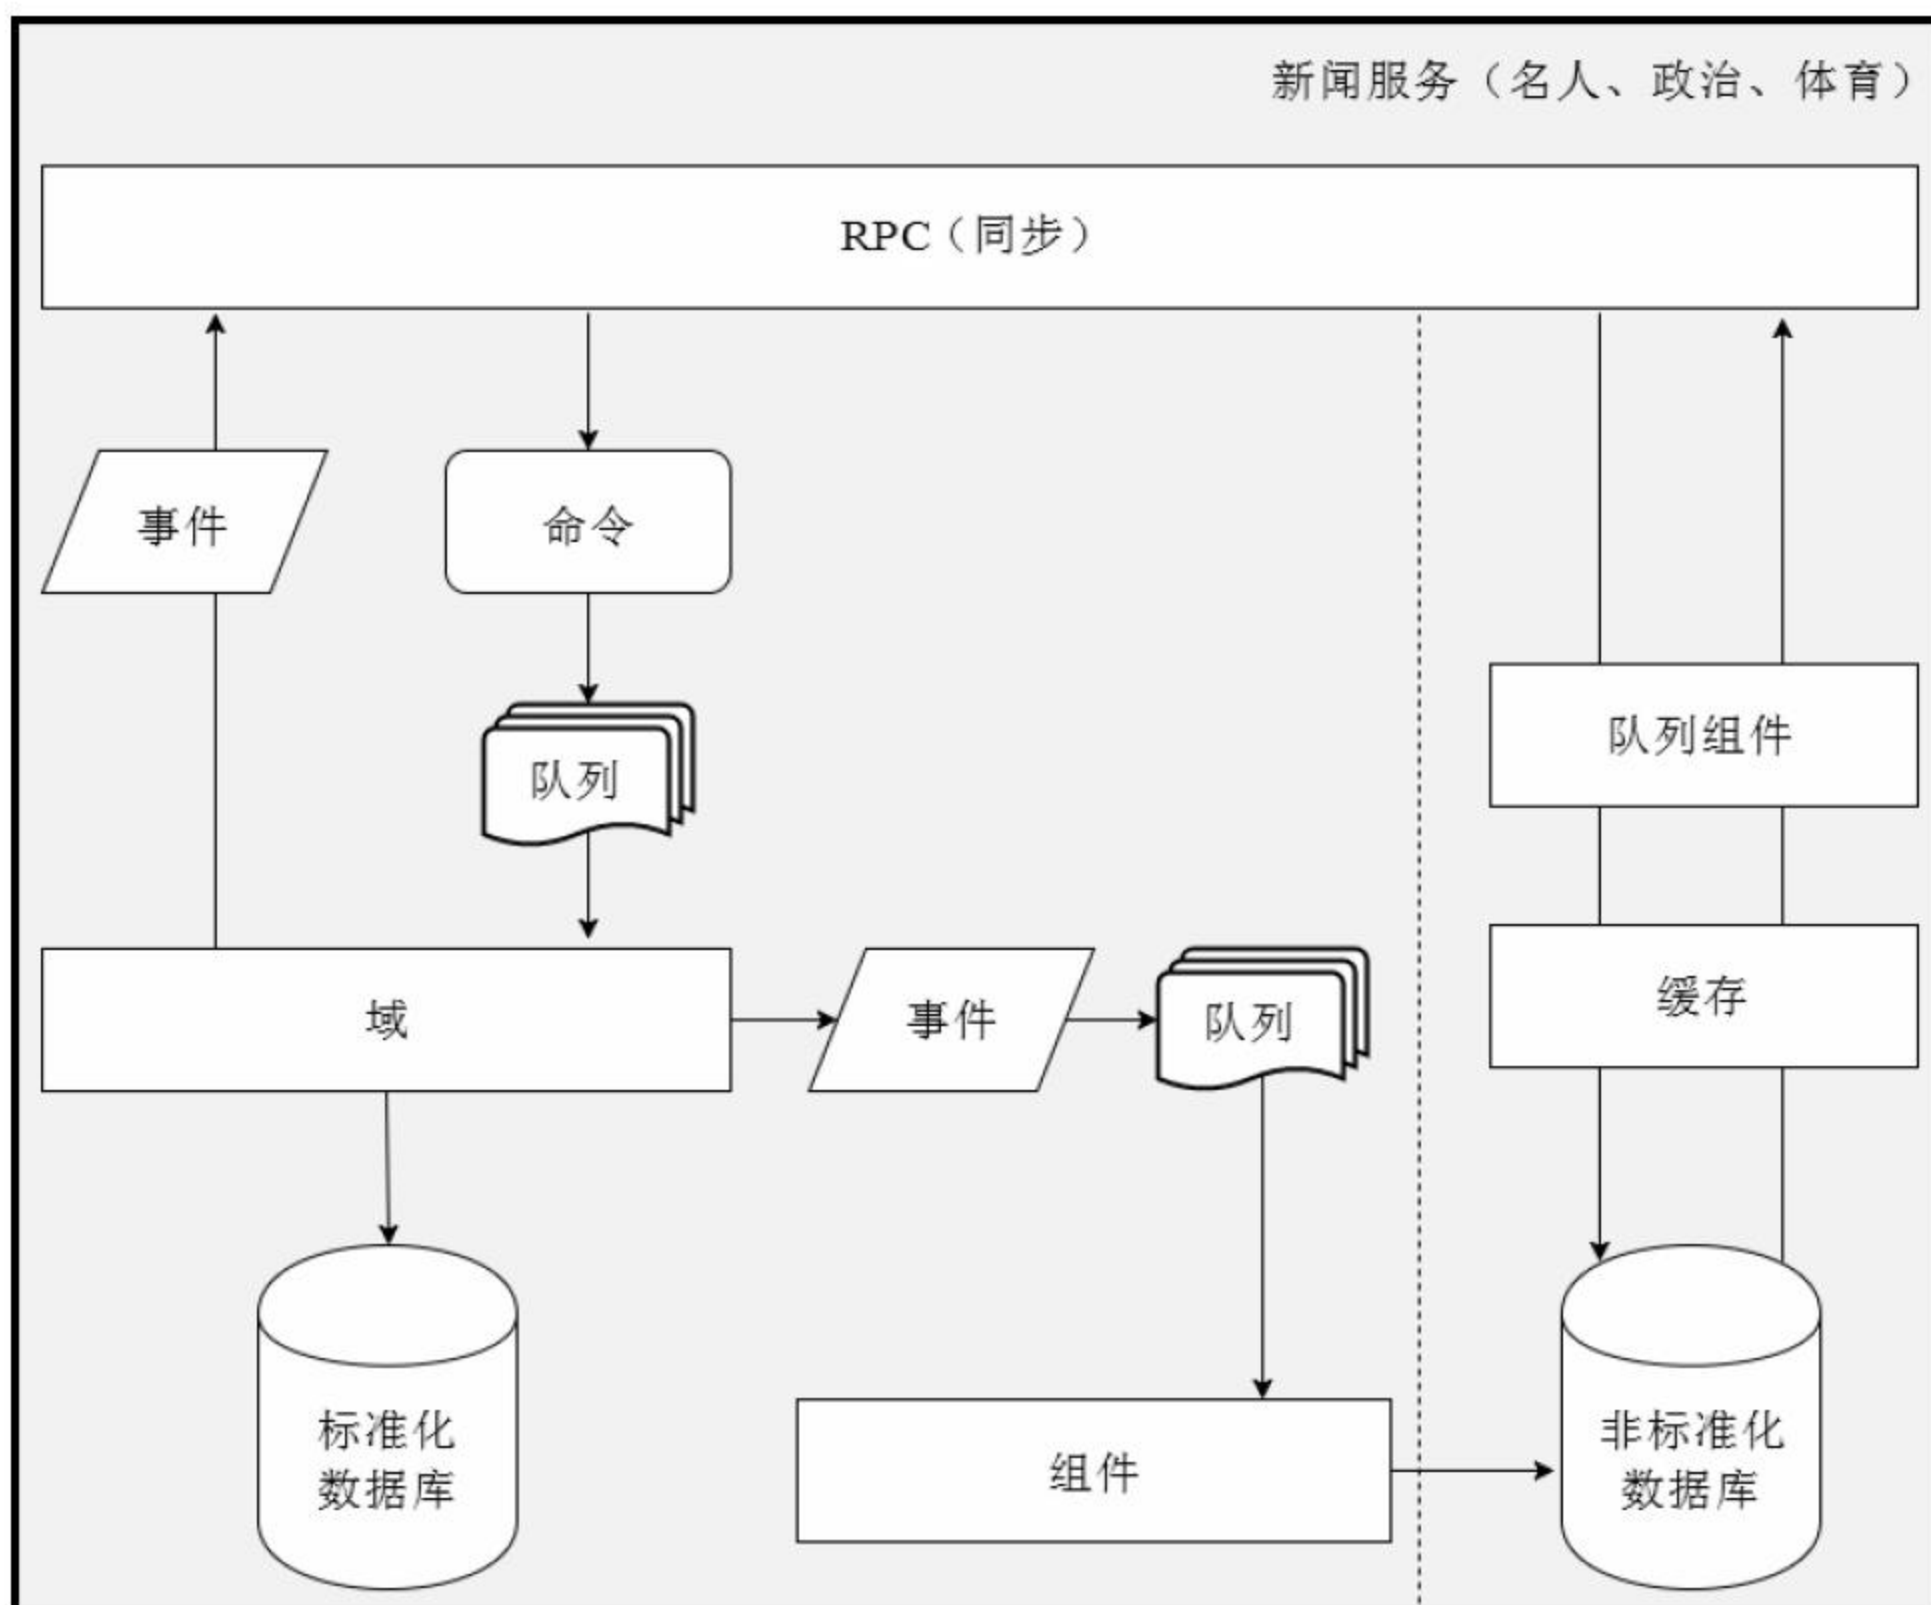 新闻服务（名人、政治、体育）
RPC（同步）
事件
命令
队列
队列组件
域
事件
队列
缓存
标准化
数据库
组件
非标准化
数据库